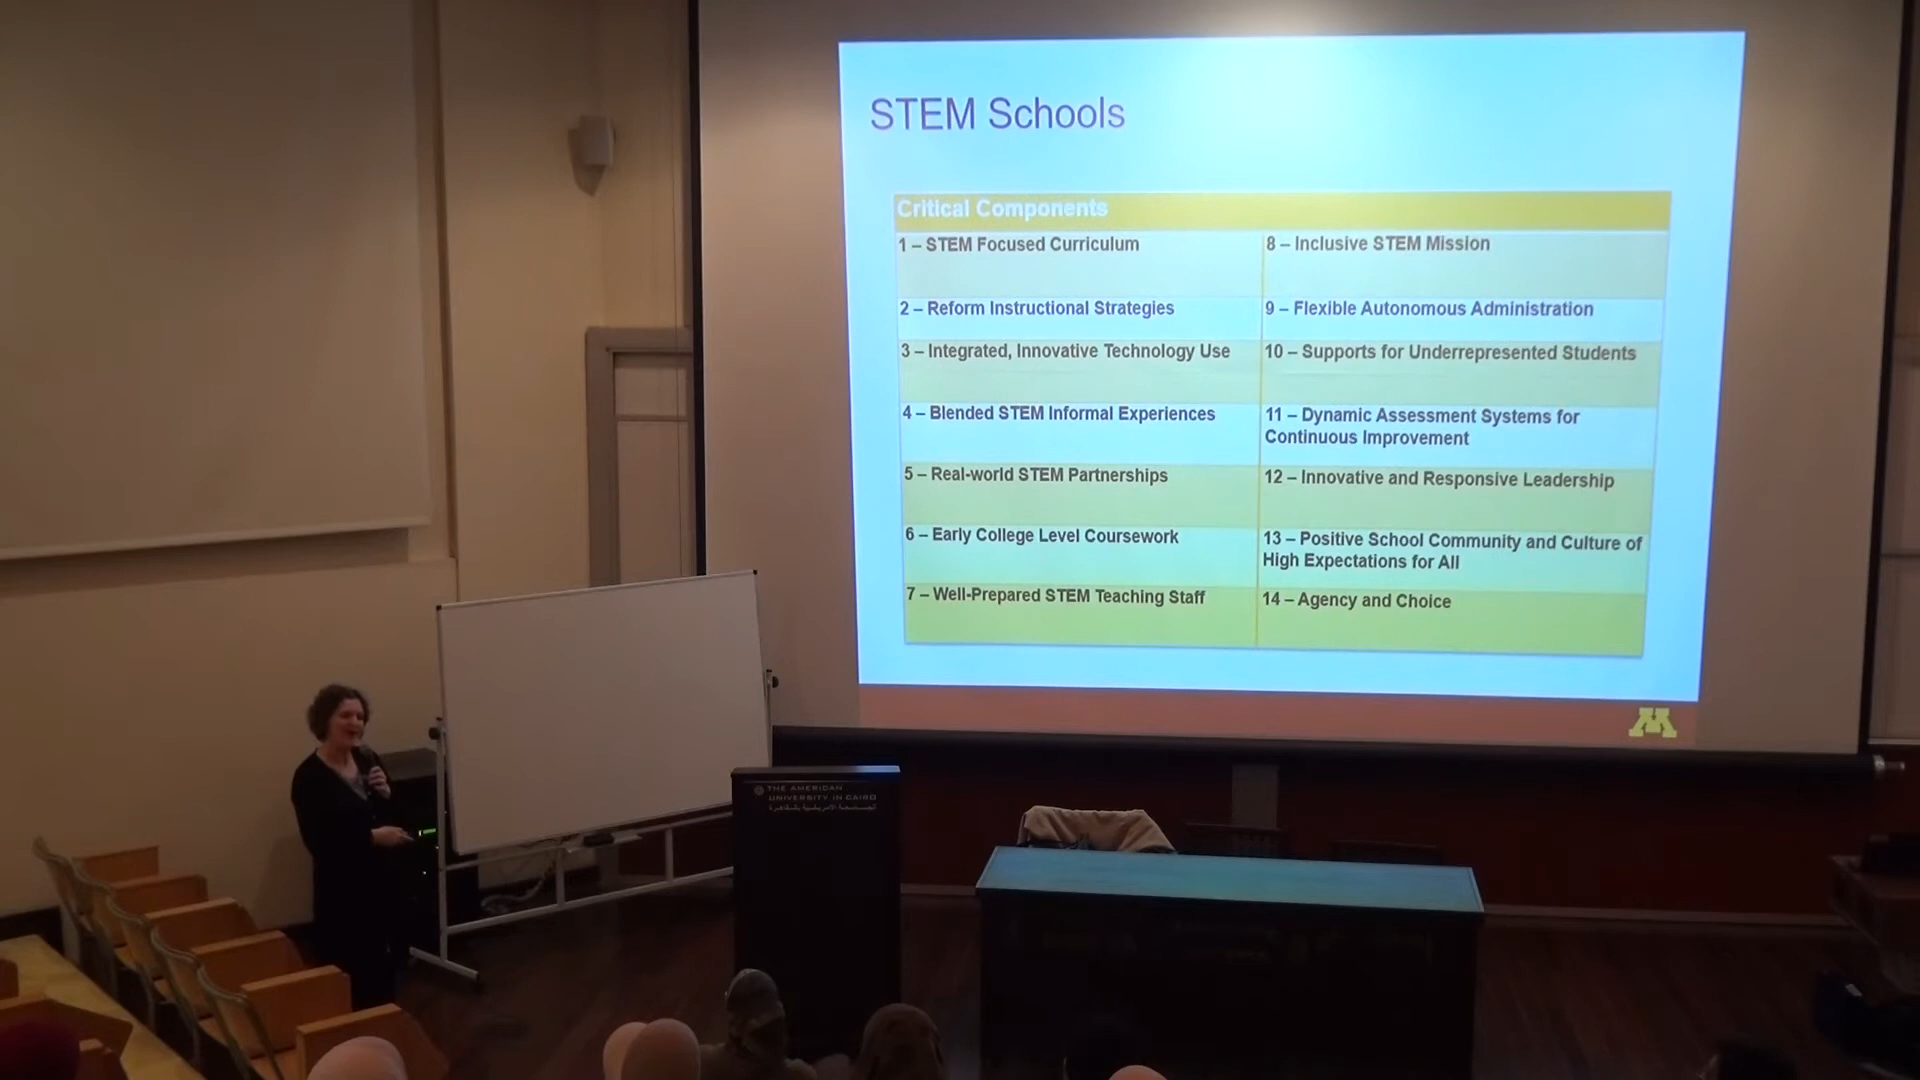 STEM Schools
Critical Components
1 – STEM Focused Curriculum
8 – Inclusive STEM Mission
2 – Reform Instructional Strategies
9 – Flexible Autonomous Administration
3 – Integrated, Innovative Technology Use
10 – Supports for Underrepresented Students
4 – Blended STEM Informal Experiences
11 – Dynamic Assessment Systems for
Continuous Improvement
5 – Real-world STEM Partnerships
12 – Innovative and Responsive Leadership
6 – Early College Level Coursework
13 – Positive School Community and Culture of
High Expectations for All
7 – Well-Prepared STEM Teaching Staff
14 – Agency and Choice
M
THE AMERICAN
UNIVERSITY IN CAIRO
الجامعة الأمريكية بالقاهرة